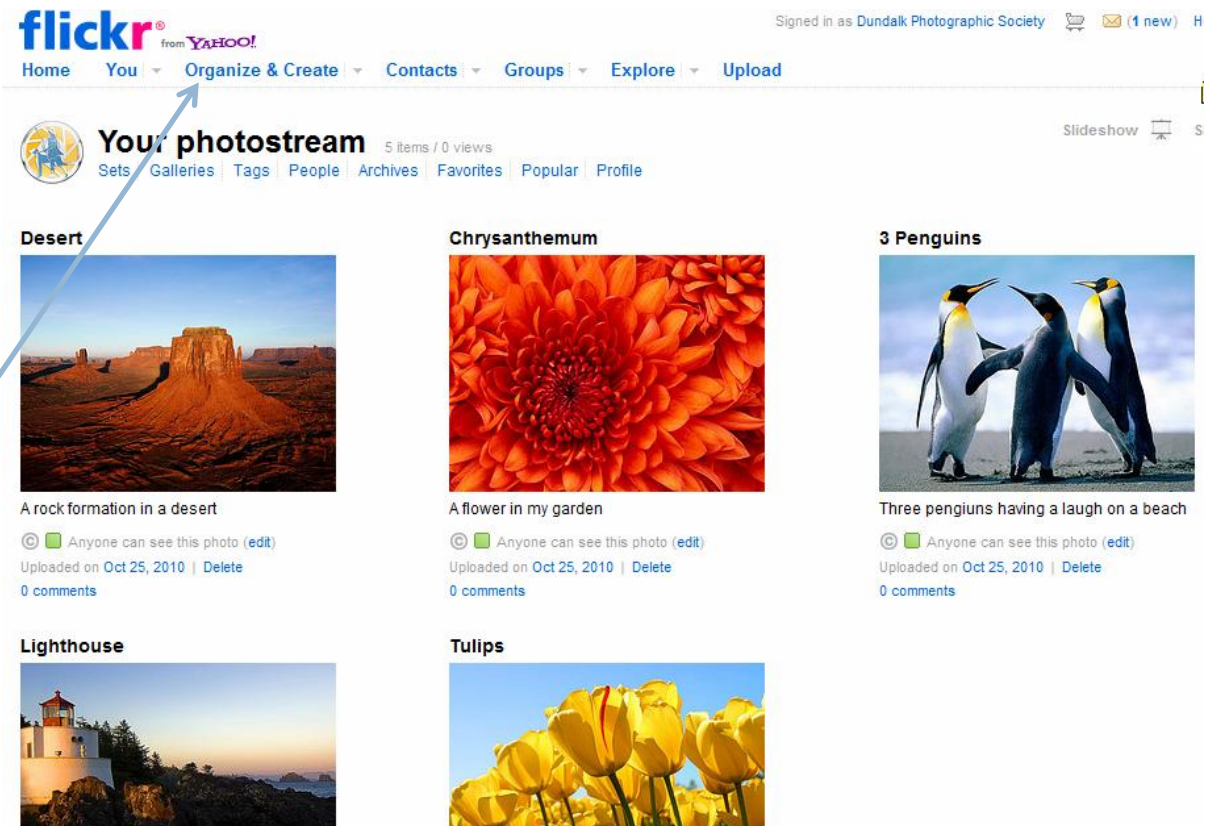 flickr® from YAHOO!
Signed in as Dundalk Photographic Society (1 new) H
Home You Organize & Create Contacts Groups Explore Upload
Your photostream 5 items / 0 views
Slideshow S
Sets Galleries Tags People Archives Favorites Popular Profile
Desert
Chrysanthemum
3 Penguins
A rock formation in a desert
A flower in my garden
Three pengiuns having a laugh on a beach
© Anyone can see this photo (edit)
© Anyone can see this photo (edit)
© Anyone can see this photo (edit)
Uploaded on Oct 25, 2010 | Delete
Uploaded on Oct 25, 2010 | Delete
Uploaded on Oct 25, 2010 | Delete
0 comments
0 comments
0 comments
Lighthouse
Tulips